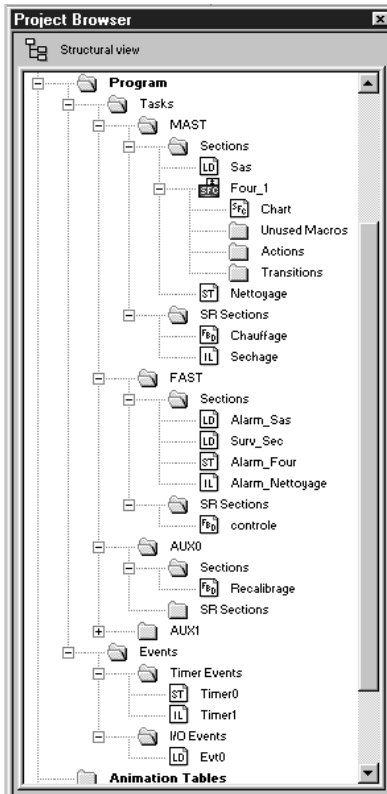 Project Browser
Structural view
Program
Tasks
MAST
Sections
LD Sas
SFC Four_1
SFC Chart
Unused Macros
Actions
Transitions
ST Nettoyage
SR Sections
FBD Chauffage
IL Sechage
FAST
Sections
LD Alarm_Sas
LD Surv_Sec
ST Alarm_Four
IL Alarm_Nettoyage
SR Sections
FBD controle
AUX0
Sections
FBD Recalibrage
SR Sections
AUX1
Events
Timer Events
ST Timer0
IL Timer1
I/O Events
LD Evt0
Animation Tables